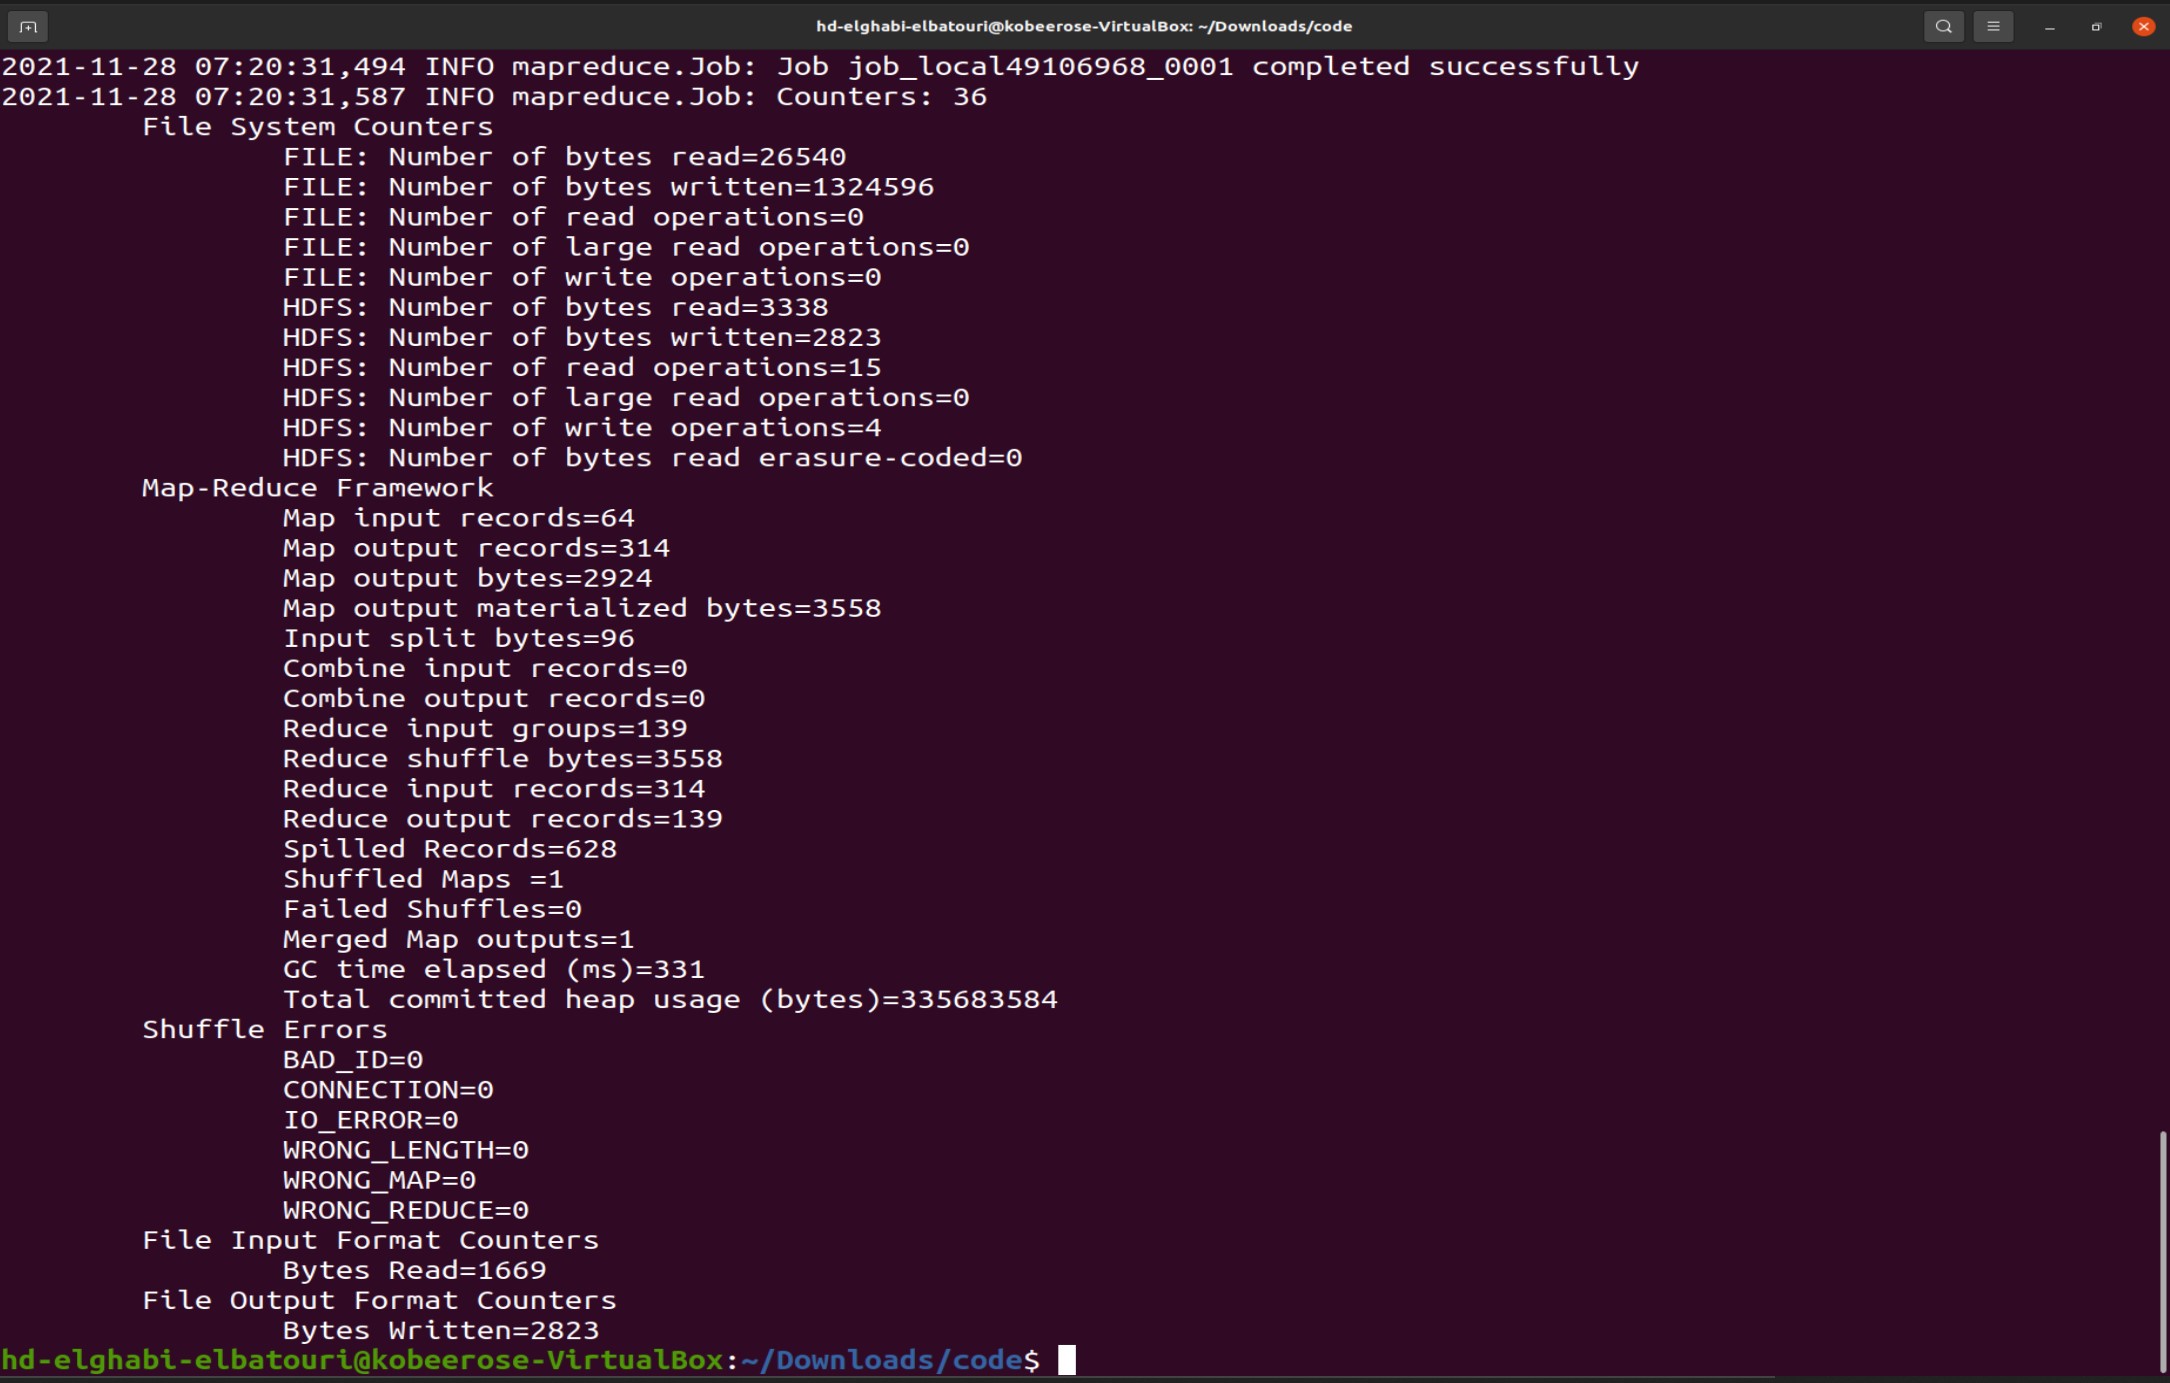 hd-elghabi-elbatouri@kobeerose-VirtualBox: ~/Downloads/code
2021-11-28 07:20:31,494 INFO mapreduce.Job: Job job_local49106968_0001 completed successfully
2021-11-28 07:20:31,587 INFO mapreduce.Job: Counters: 36
File System Counters
FILE: Number of bytes read=26540
FILE: Number of bytes written=1324596
FILE: Number of read operations=0
FILE: Number of large read operations=0
FILE: Number of write operations=0
HDFS: Number of bytes read=3338
HDFS: Number of bytes written=2823
HDFS: Number of read operations=15
HDFS: Number of large read operations=0
HDFS: Number of write operations=4
HDFS: Number of bytes read erasure-coded=0
Map-Reduce Framework
Map input records=64
Map output records=314
Map output bytes=2924
Map output materialized bytes=3558
Input split bytes=96
Combine input records=0
Combine output records=0
Reduce input groups=139
Reduce shuffle bytes=3558
Reduce input records=314
Reduce output records=139
Spilled Records=628
Shuffled Maps =1
Failed Shuffles=0
Merged Map outputs=1
GC time elapsed (ms)=331
Total committed heap usage (bytes)=335683584
Shuffle Errors
BAD_ID=0
CONNECTION=0
IO_ERROR=0
WRONG_LENGTH=0
WRONG_MAP=0
WRONG_REDUCE=0
File Input Format Counters
Bytes Read=1669
File Output Format Counters
Bytes Written=2823
hd-elghabi-elbatouri@kobeerose-VirtualBox:~/Downloads/code$